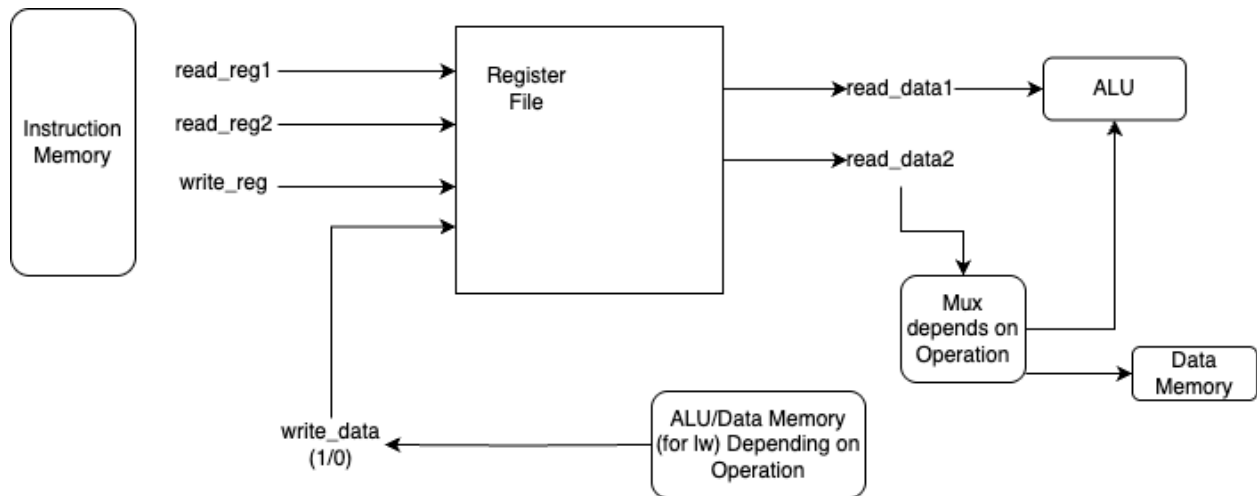 Instruction
Memory
read_reg1
read_reg2
write_reg
Register
File
read_data1
ALU
read_data2
Mux
depends on
Operation
Data
Memory
write_data
(1/0)
ALU/Data Memory
(for lw) Depending on
Operation